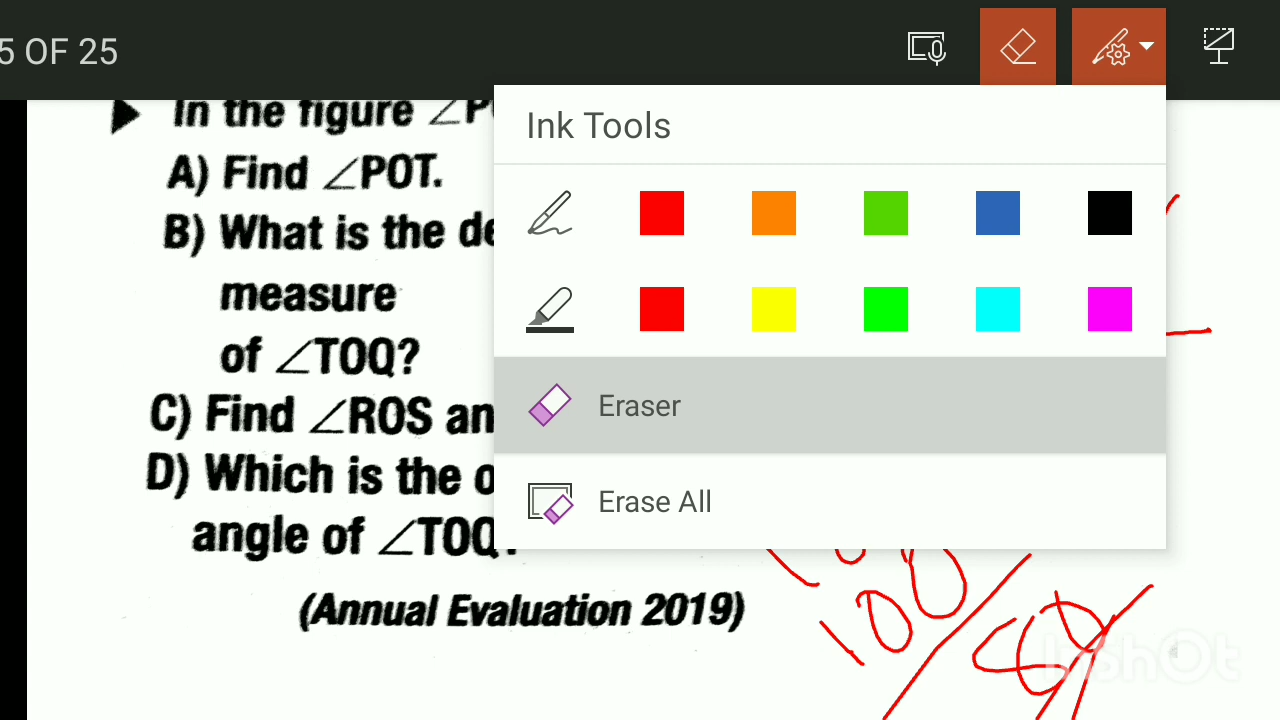 5 OF 25
Ink Tools
In the figure ∠P
A) Find ∠POT.
B) What is the de
measure
of ∠TOQ?
C) Find ∠ROS an
D) Which is the o
angle of ∠TOQ?
(Annual Evaluation 2019)
Eraser
Erase All
100
InShOt